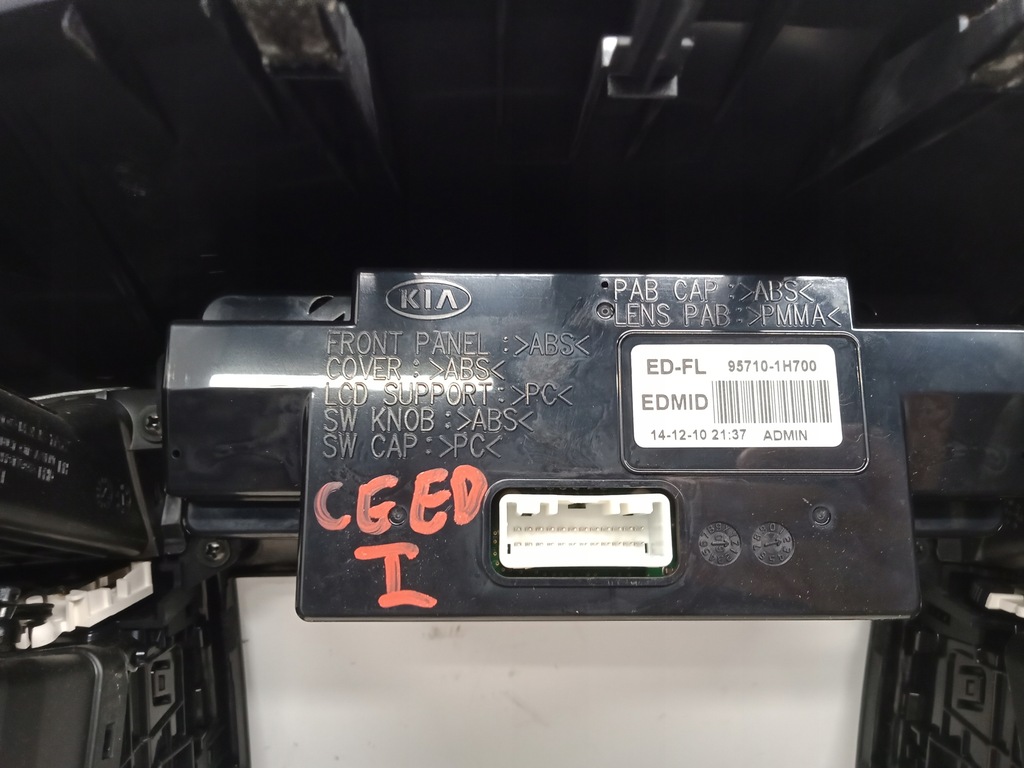 KIA
PAB CAP : >ABS<
LENS PAB: >PMMA<
FRONT PANEL : >ABS<
COVER : >ABS<
LCD SUPPORT : >PC<
SW KNOB : >ABS<
SW CAP : >PC<
ED-FL 95710-1H700
EDMID
14-12-10 21:37 ADMIN
CGED
I